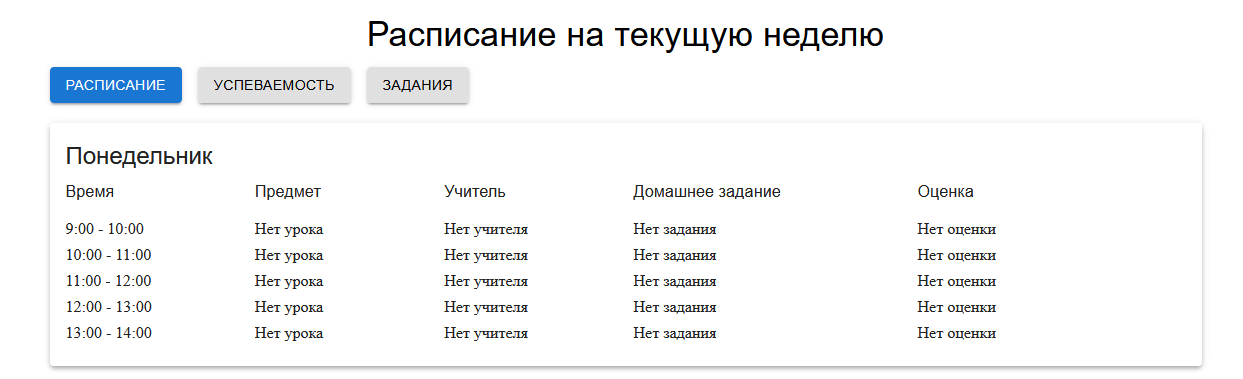 Расписание на текущую неделю
РАСПИСАНИЕ УСПЕВАЕМОСТЬ ЗАДАНИЯ
Понедельник
Время Предмет Учитель Домашнее задание Оценка
9:00 - 10:00 Нет урока Нет учителя Нет задания Нет оценки
10:00 - 11:00 Нет урока Нет учителя Нет задания Нет оценки
11:00 - 12:00 Нет урока Нет учителя Нет задания Нет оценки
12:00 - 13:00 Нет урока Нет учителя Нет задания Нет оценки
13:00 - 14:00 Нет урока Нет учителя Нет задания Нет оценки